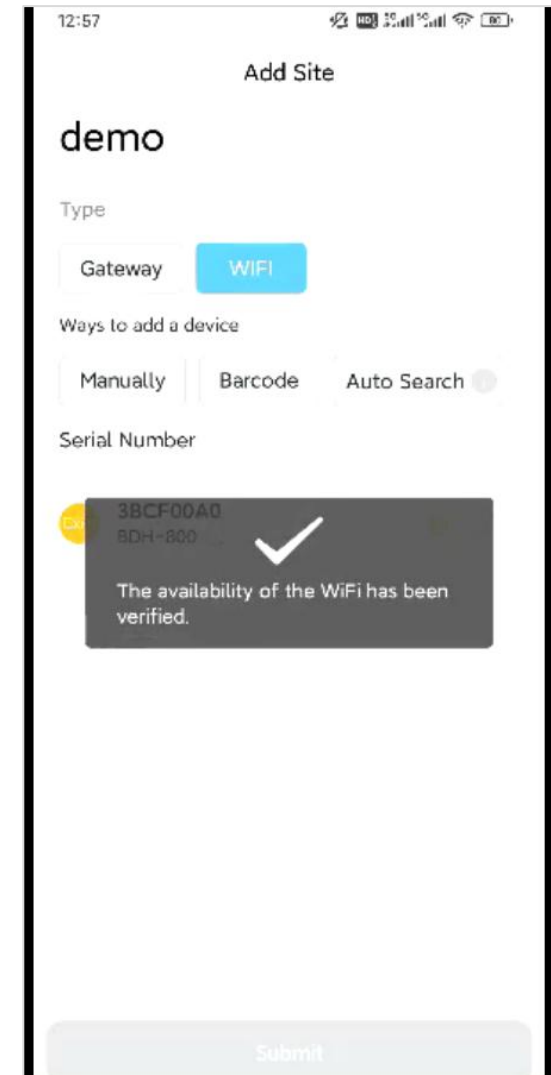 12:57
80
Add Site
demo
Type
Gateway WIFI
Ways to add a device
Manually Barcode Auto Search
Serial Number
3BCF00A0
BDH-800
The availability of the WiFi has been
verified.
Submit